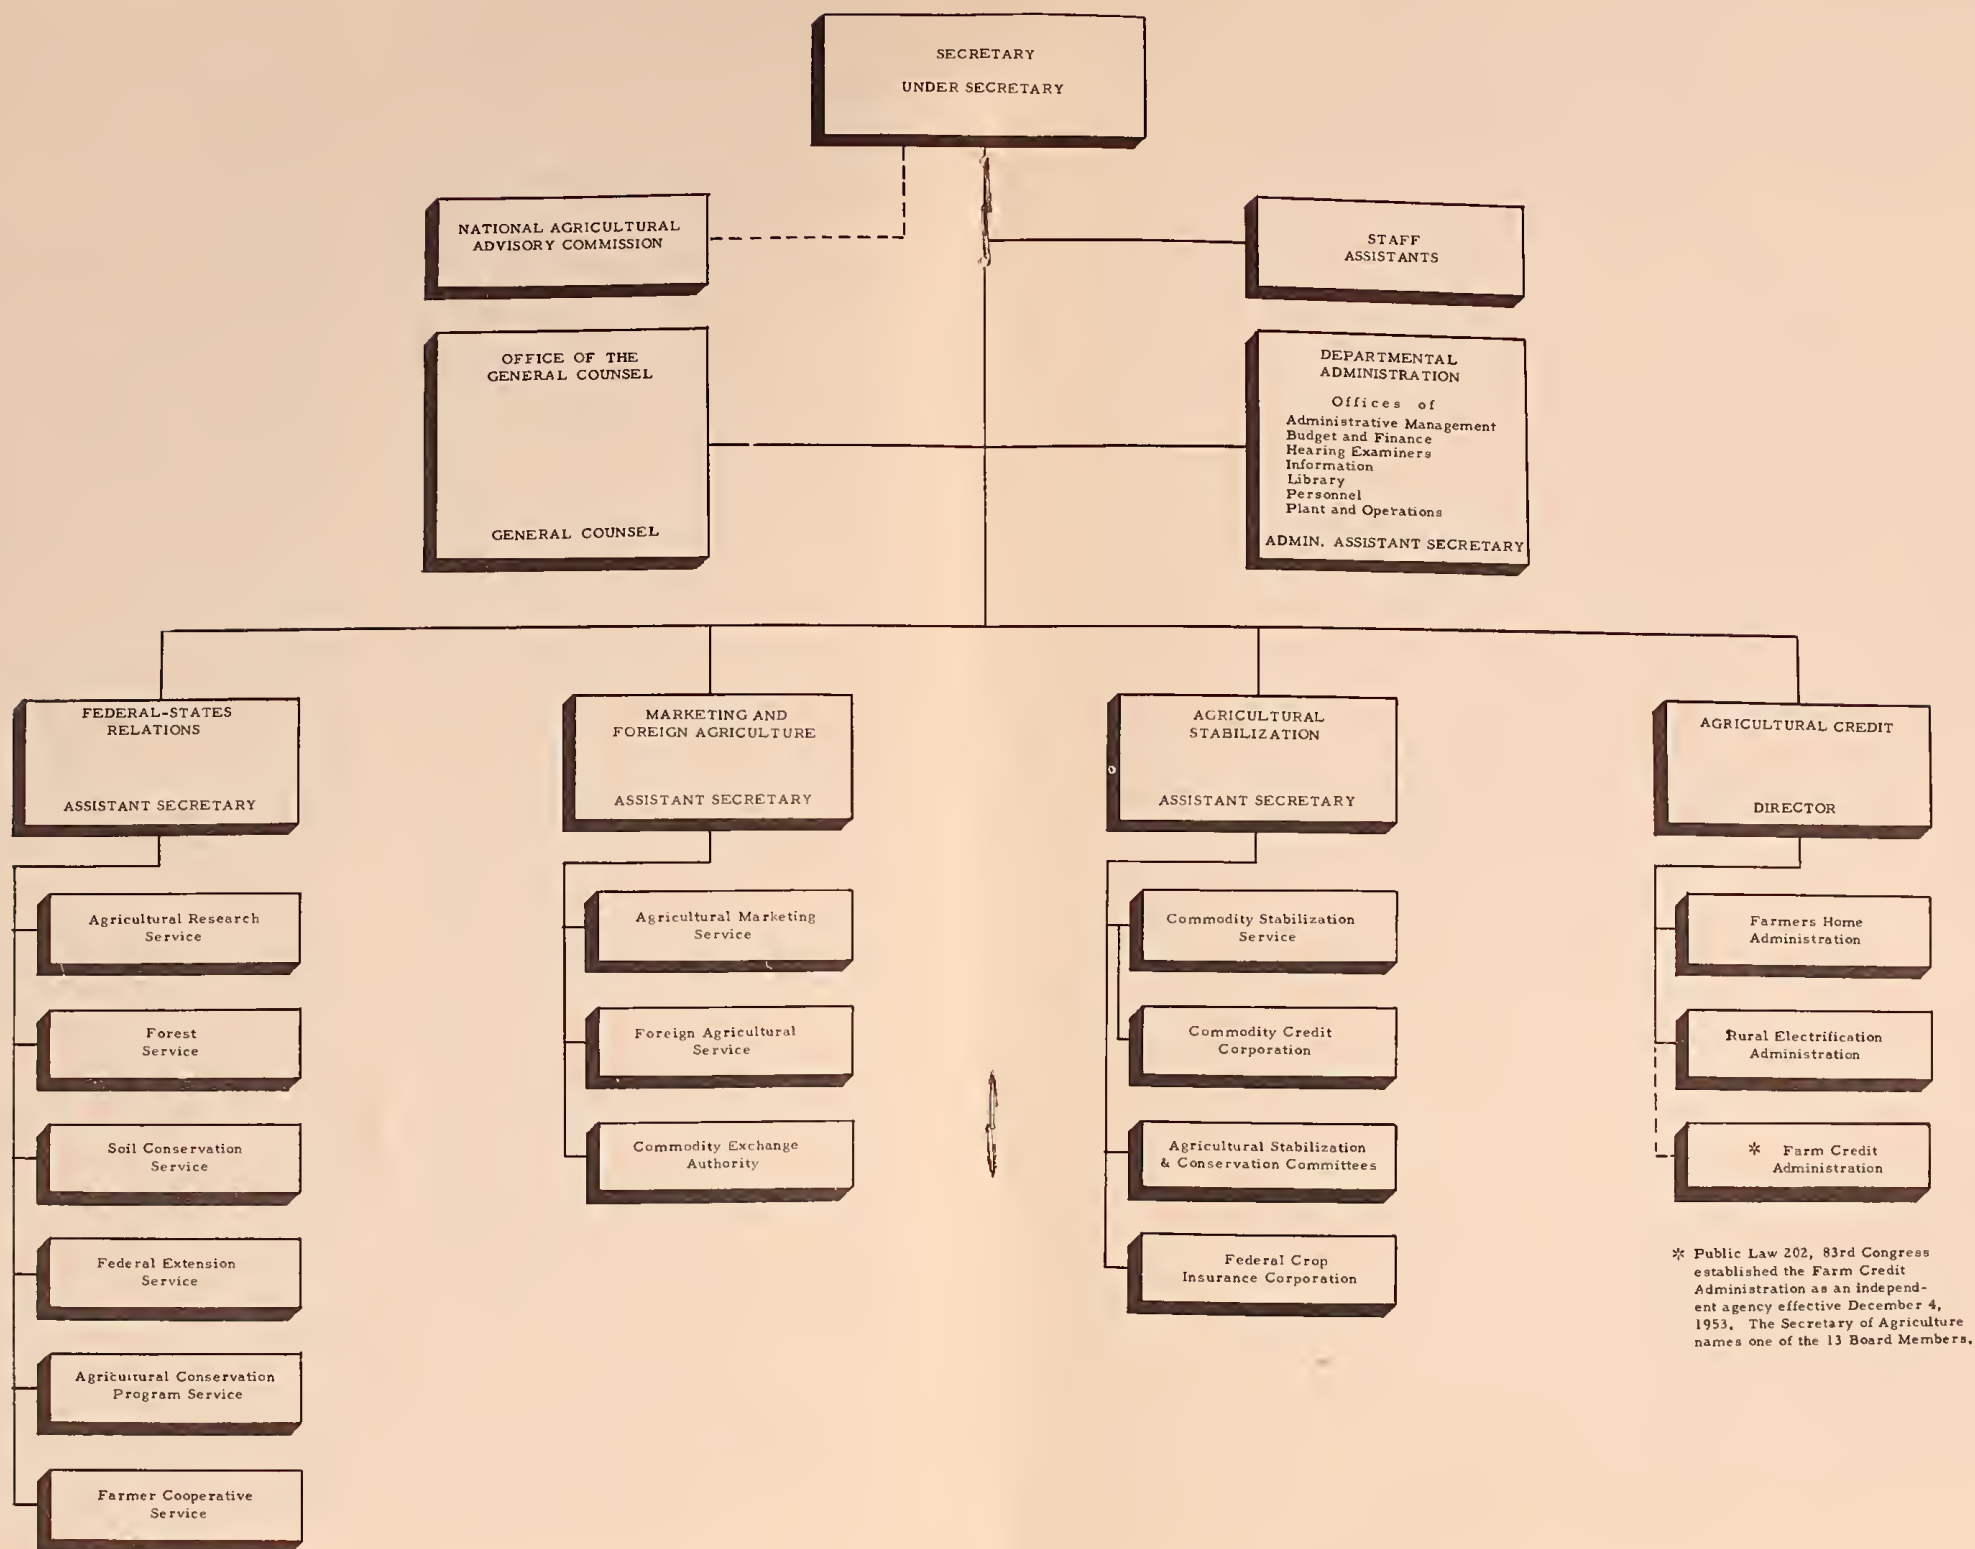 SECRETARY
UNDER SECRETARY
NATIONAL AGRICULTURAL
ADVISORY COMMISSION
STAFF
ASSISTANTS
OFFICE OF THE
GENERAL COUNSEL
GENERAL COUNSEL
DEPARTMENTAL
ADMINISTRATION
Offices of
Administrative Management
Budget and Finance
Hearing Examiners
Information
Library
Personnel
Plant and Operations
ADMIN. ASSISTANT SECRETARY
FEDERAL-STATES
RELATIONS
ASSISTANT SECRETARY
Agricultural Research
Service
Forest
Service
Soil Conservation
Service
Federal Extension
Service
Agricultural Conservation
Program Service
Farmer Cooperative
Service
MARKETING AND
FOREIGN AGRICULTURE
ASSISTANT SECRETARY
Agricultural Marketing
Service
Foreign Agricultural
Service
Commodity Exchange
Authority
AGRICULTURAL
STABILIZATION
ASSISTANT SECRETARY
Commodity Stabilization
Service
Commodity Credit
Corporation
Agricultural Stabilization
& Conservation Committees
Federal Crop
Insurance Corporation
AGRICULTURAL CREDIT
DIRECTOR
Farmers Home
Administration
Rural Electrification
Administration
* Farm Credit
Administration
* Public Law 202, 83rd Congress
established the Farm Credit
Administration as an independ-
ent agency effective December 4,
1953. The Secretary of Agriculture
names one of the 13 Board Members.